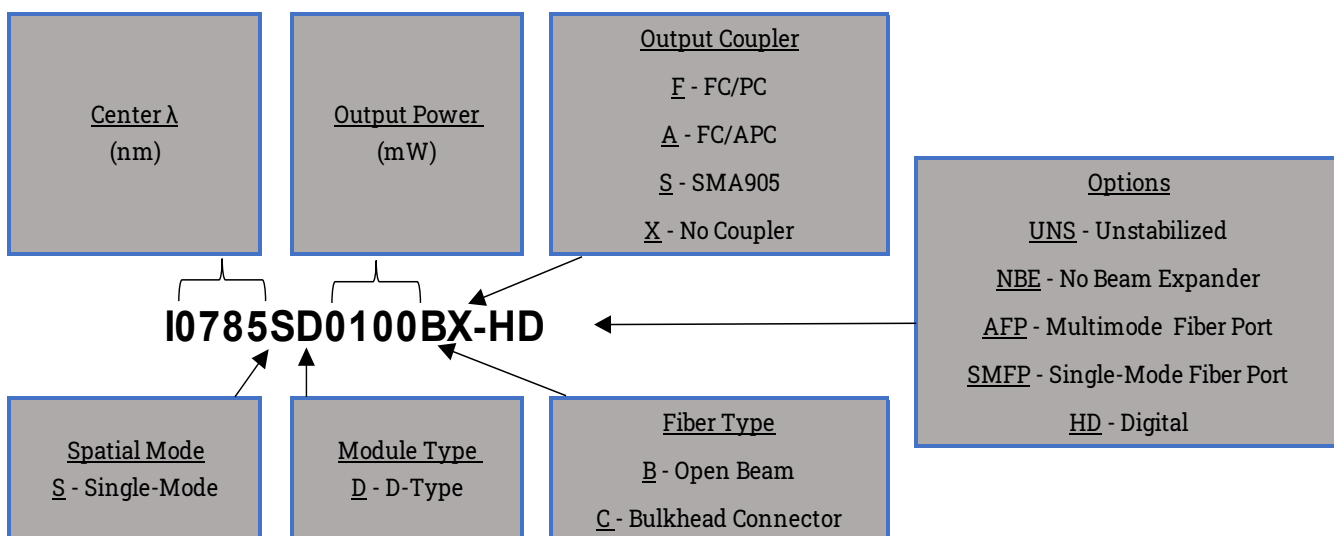 Center λ
(nm)
Output Power
(mW)
Output Coupler
F - FC/PC
A - FC/APC
S - SMA905
X - No Coupler
Options
UNS - Unstabilized
NBE - No Beam Expander
AFP - Multimode Fiber Port
SMFP - Single-Mode Fiber Port
HD - Digital
I0785SD0100BX-HD
Spatial Mode
S - Single-Mode
Module Type
D - D-Type
Fiber Type
B - Open Beam
C - Bulkhead Connector